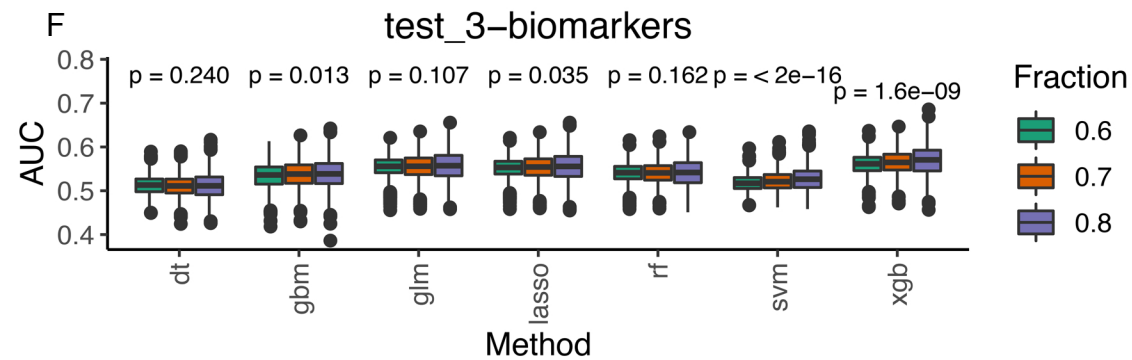 F
test_3−biomarkers
AUC
0.8
0.7
0.6
0.5
0.4
p = 0.240
p = 0.013
p = 0.107
p = 0.035
p = 0.162
p = < 2e−16
p = 1.6e−09
dt
gbm
glm
lasso
rf
svm
xgb
Method
Fraction
0.6
0.7
0.8